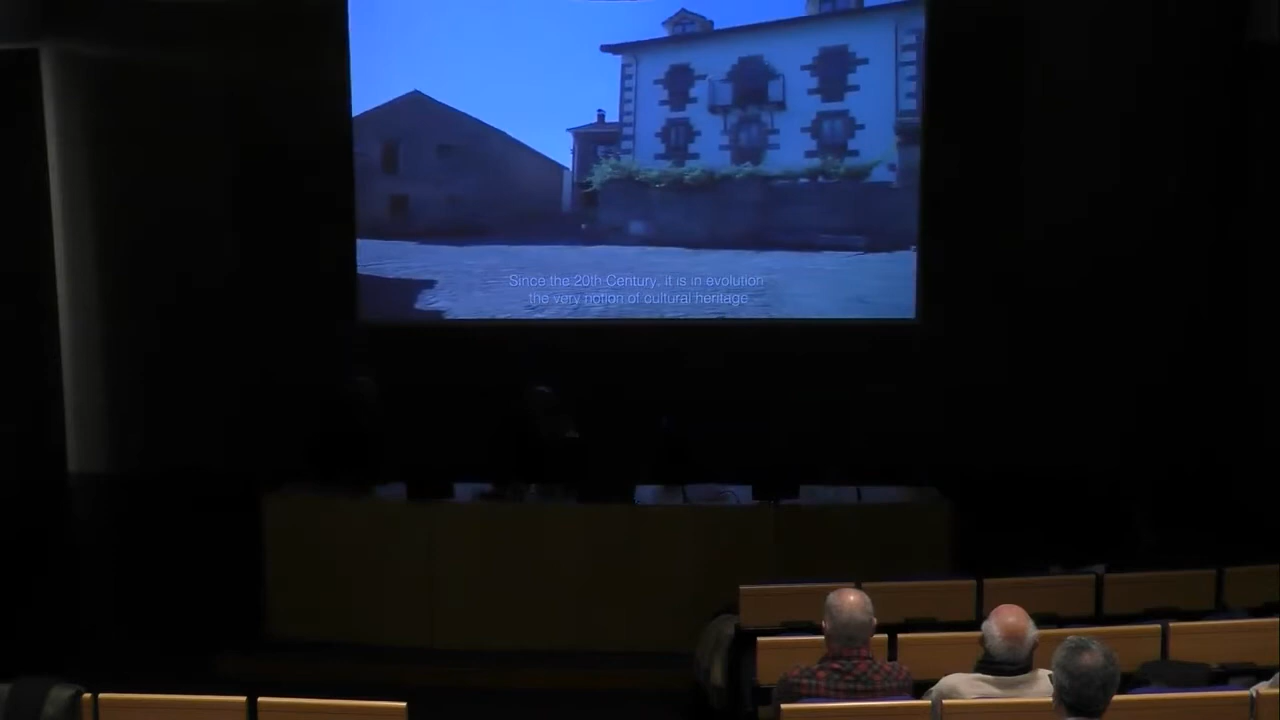 Since the 20th Century, it is in evolution
the very notion of cultural heritage